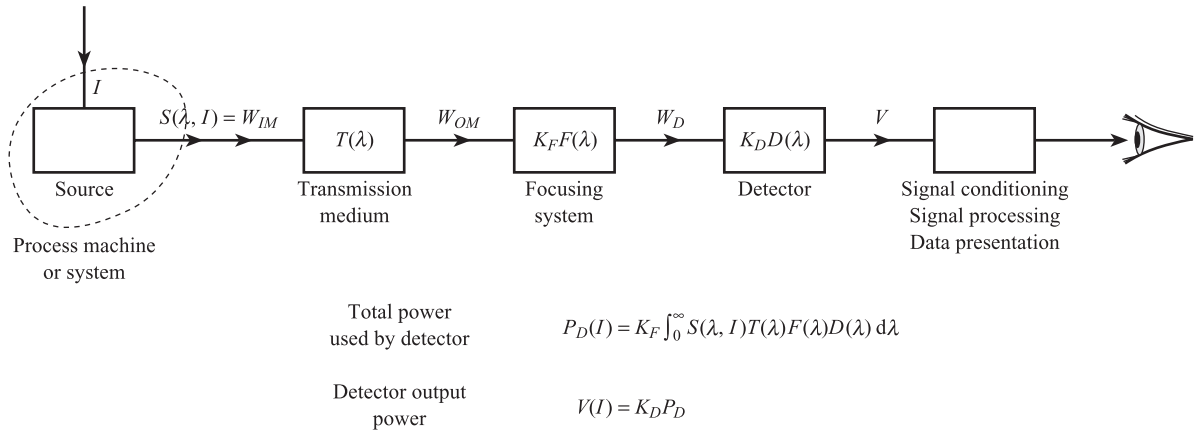 I
S(λ, I) = W_IM
T(λ)
W_OM
K_F F(λ)
W_D
K_D D(λ)
V
Source
Transmission
medium
Focusing
system
Detector
Signal conditioning
Signal processing
Data presentation
Process machine
or system
Total power
used by detector
P_D(I) = K_F ∫_0^∞ S(λ, I)T(λ)F(λ)D(λ) dλ
Detector output
power
V(I) = K_D P_D